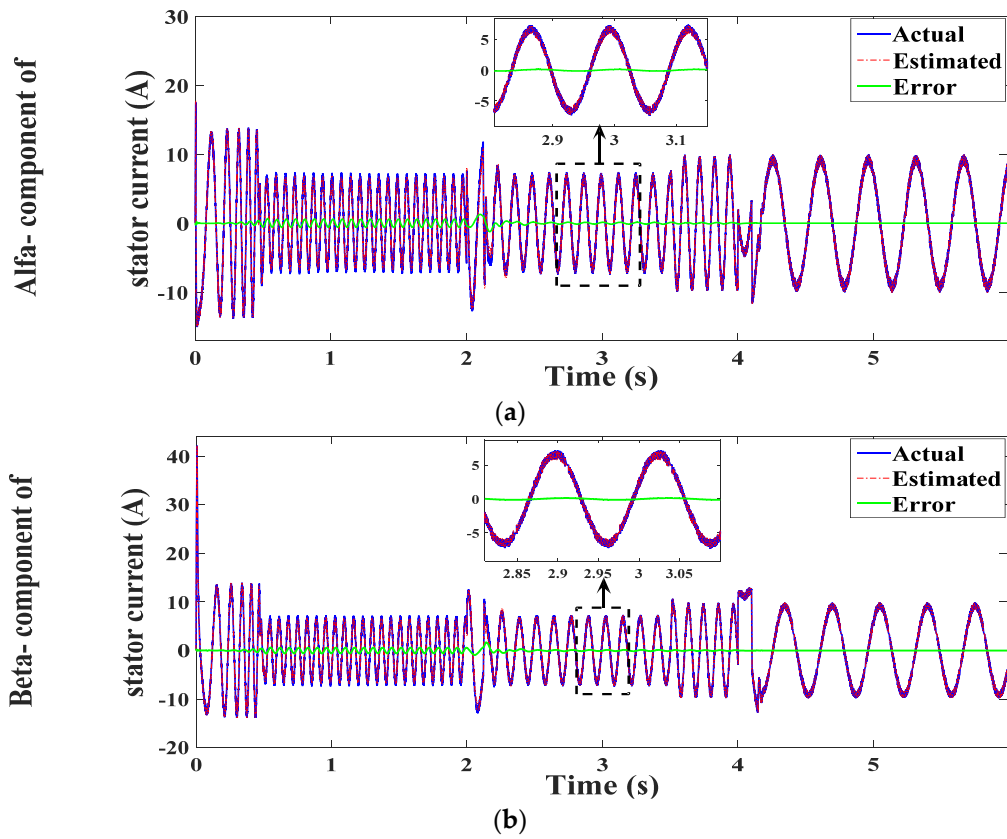 Alfa- component of
stator current (A)
30
20
10
0
-10
0
1
2
3
4
5
Time (s)
5
0
-5
2.9
3
3.1
Actual
Estimated
Error
(a)
Beta- component of
stator current (A)
40
30
20
10
0
-10
-20
0
1
2
3
4
5
Time (s)
5
0
-5
2.85
2.9
2.95
3
3.05
Actual
Estimated
Error
(b)